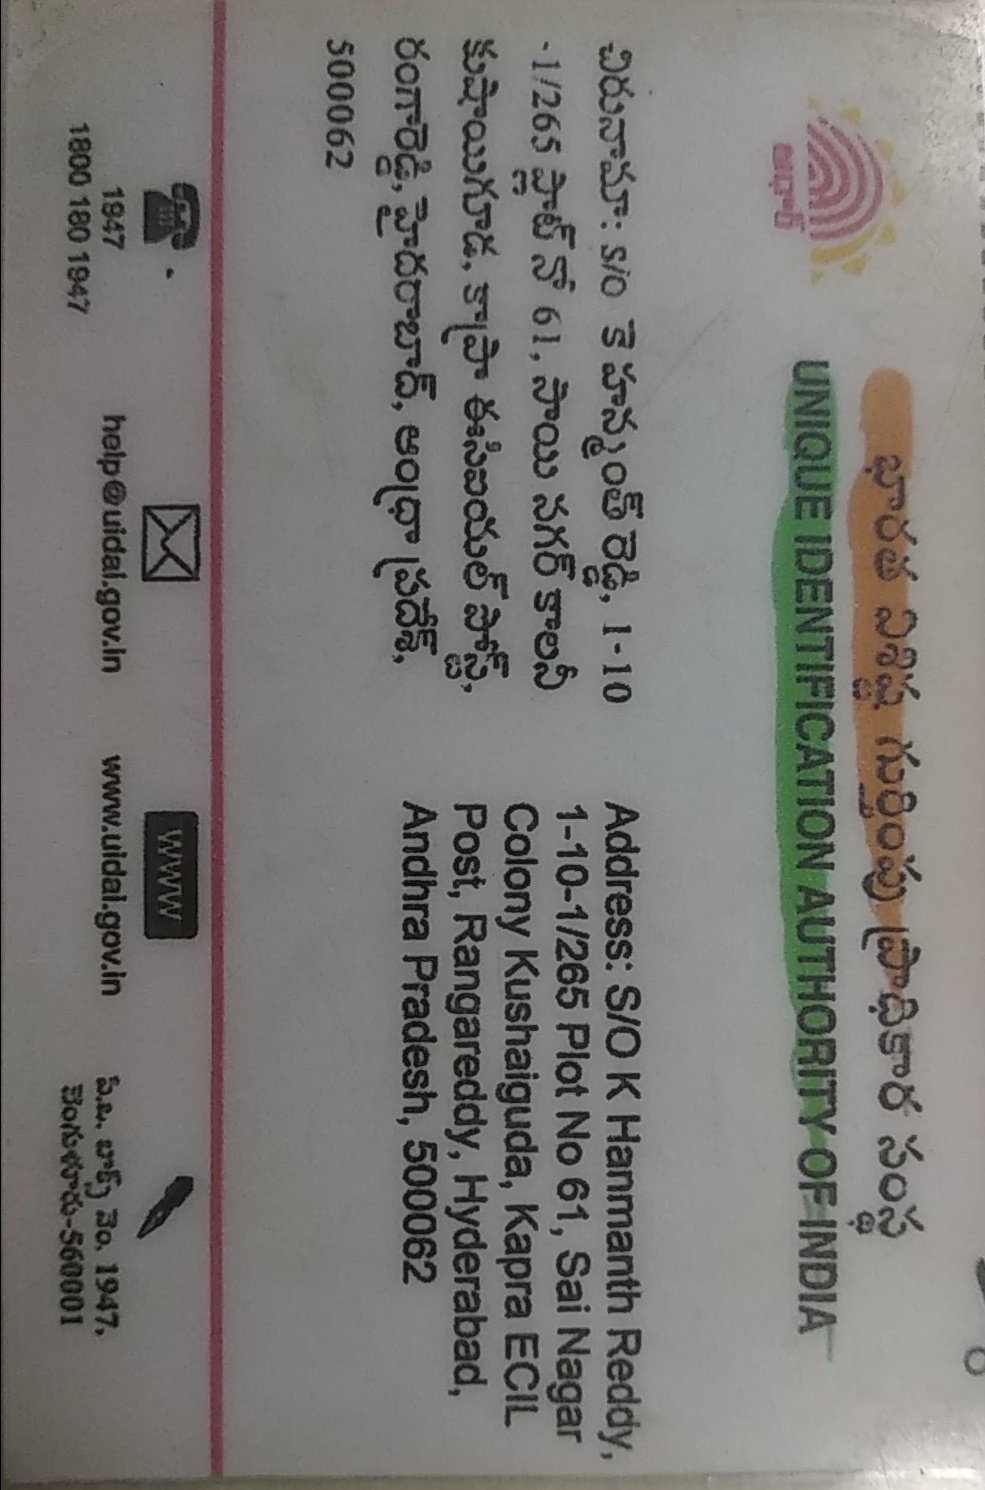 భారత విశిష్ట గుర్తింపు ప్రాధికార సంస్థ
UNIQUE IDENTIFICATION AUTHORITY OF INDIA
ఆధార్
చిరునామా: S/O కె హన్మంత్ రెడ్డి, 1-10
-1/265 ప్లాట్ నో 61, సాయి నగర్ కాలనీ
కుషాయిగూడ, కాప్రా ఈసిఐయల్ పోస్ట్,
రంగారెడ్డి, హైదరాబాద్, ఆంధ్రా ప్రదేశ్,
500062
Address: S/O K Hanmanth Reddy,
1-10-1/265 Plot No 61, Sai Nagar
Colony Kushaiguda, Kapra ECIL
Post, Rangareddy, Hyderabad,
Andhra Pradesh, 500062
1947
1800 180 1947
help@uidai.gov.in
WWW
www.uidai.gov.in
పి.ఒ. బాక్స్ నెం. 1947,
బెంగుళూరు-560001